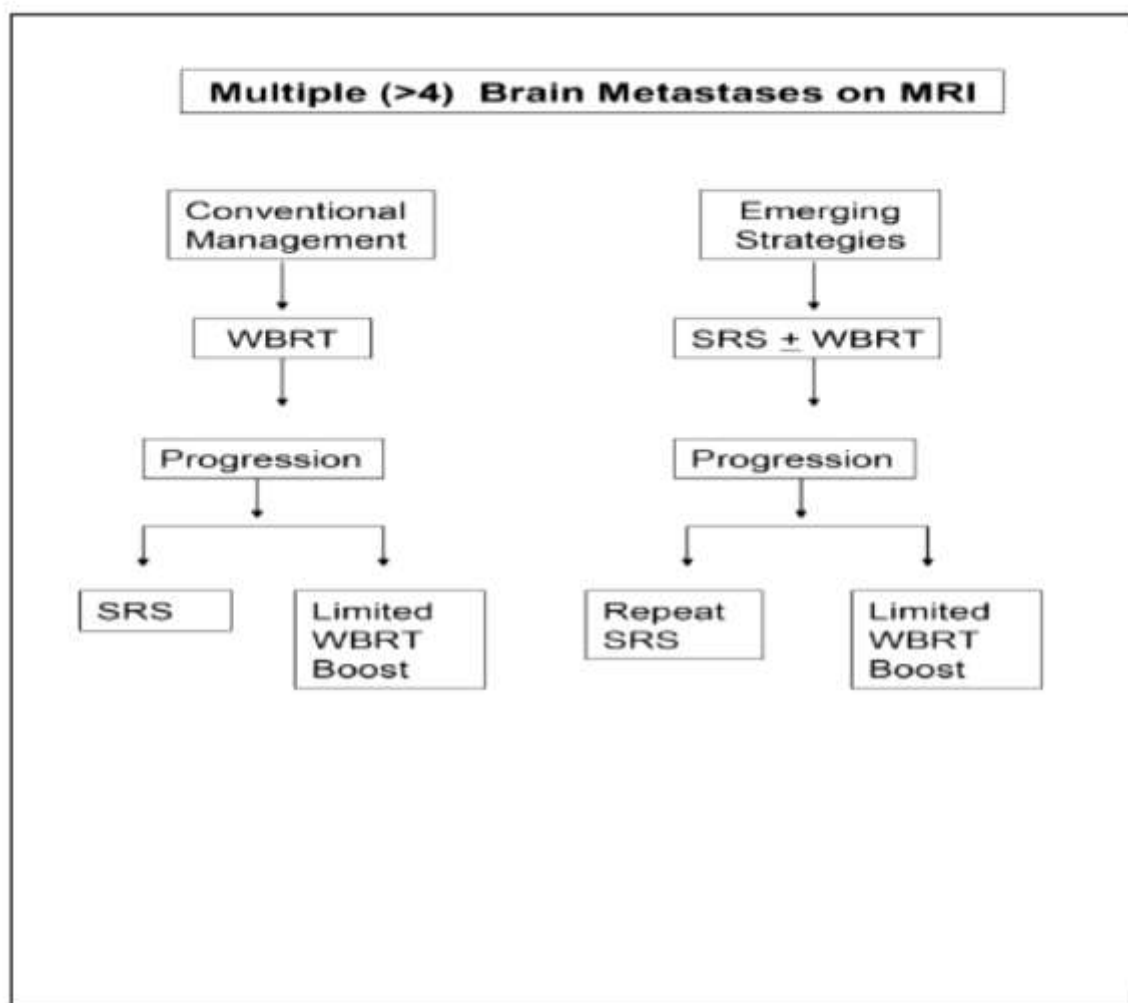 Multiple (>4) Brain Metastases on MRI
Conventional
Management
WBRT
Progression
SRS
Limited
WBRT
Boost
Emerging
Strategies
SRS ± WBRT
Progression
Repeat
SRS
Limited
WBRT
Boost